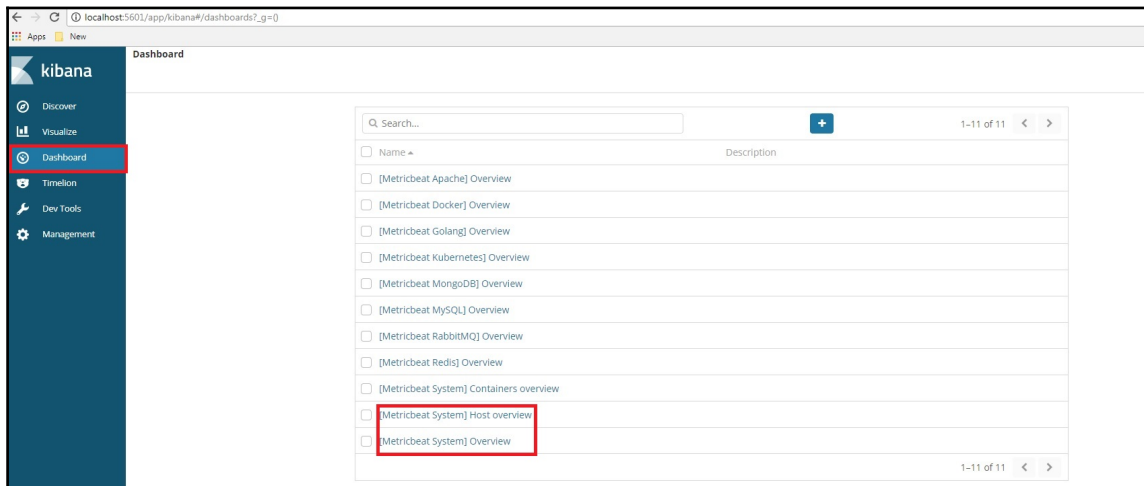 localhost:5601/app/kibana#/dashboards?_g=()
Apps New
kibana
Dashboard
Discover
Visualize
Dashboard
Timelion
Dev Tools
Management
Search... + 1–11 of 11 < >
Name Description
[Metricbeat Apache] Overview
[Metricbeat Docker] Overview
[Metricbeat Golang] Overview
[Metricbeat Kubernetes] Overview
[Metricbeat MongoDB] Overview
[Metricbeat MySQL] Overview
[Metricbeat RabbitMQ] Overview
[Metricbeat Redis] Overview
[Metricbeat System] Containers overview
[Metricbeat System] Host overview
[Metricbeat System] Overview
1–11 of 11 < >